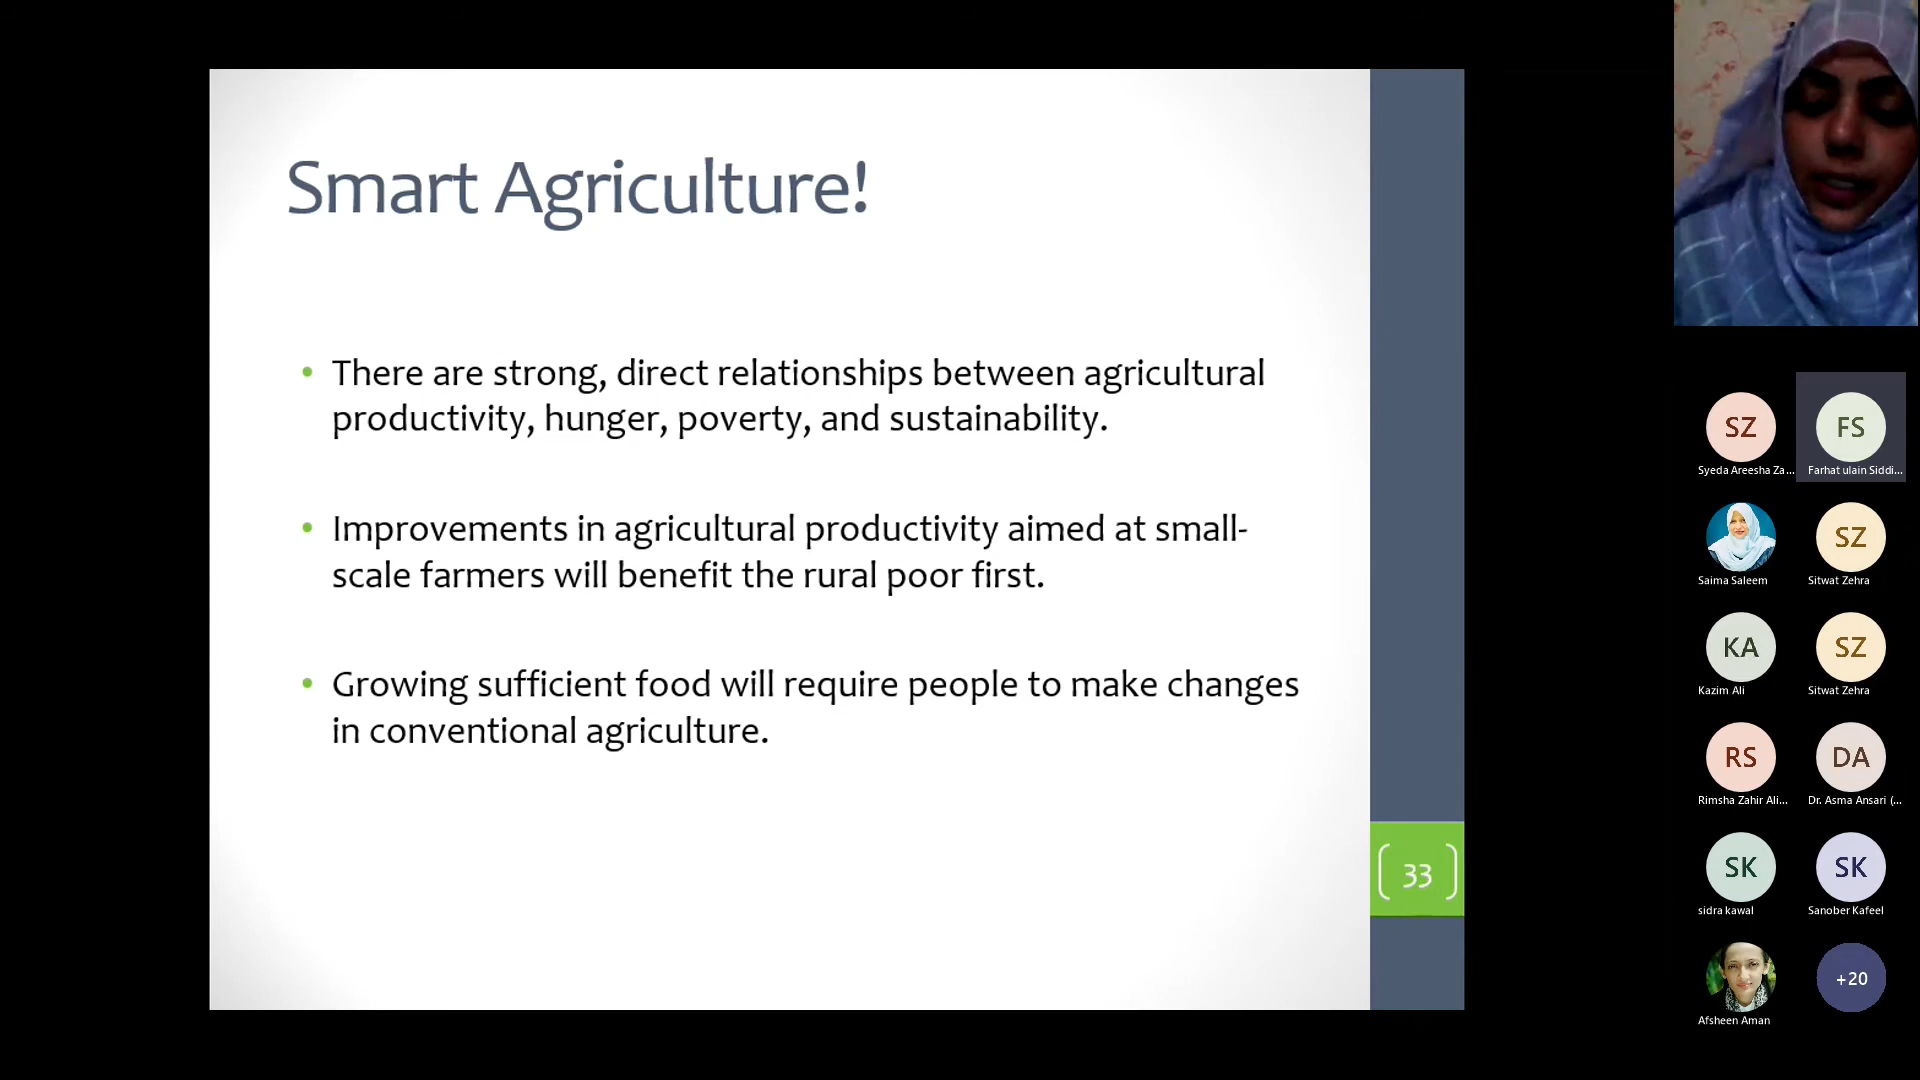 Smart Agriculture!
• There are strong, direct relationships between agricultural
productivity, hunger, poverty, and sustainability.
• Improvements in agricultural productivity aimed at small-
scale farmers will benefit the rural poor first.
• Growing sufficient food will require people to make changes
in conventional agriculture.
33
SZ
Syeda Areesha Za...
FS
Farhat ulain Siddi...
Saima Saleem
SZ
Sitwat Zehra
KA
Kazim Ali
SZ
Sitwat Zehra
RS
Rimsha Zahir Ali...
DA
Dr. Asma Ansari (...
SK
sidra kawal
SK
Sanober Kafeel
Afsheen Aman
+20